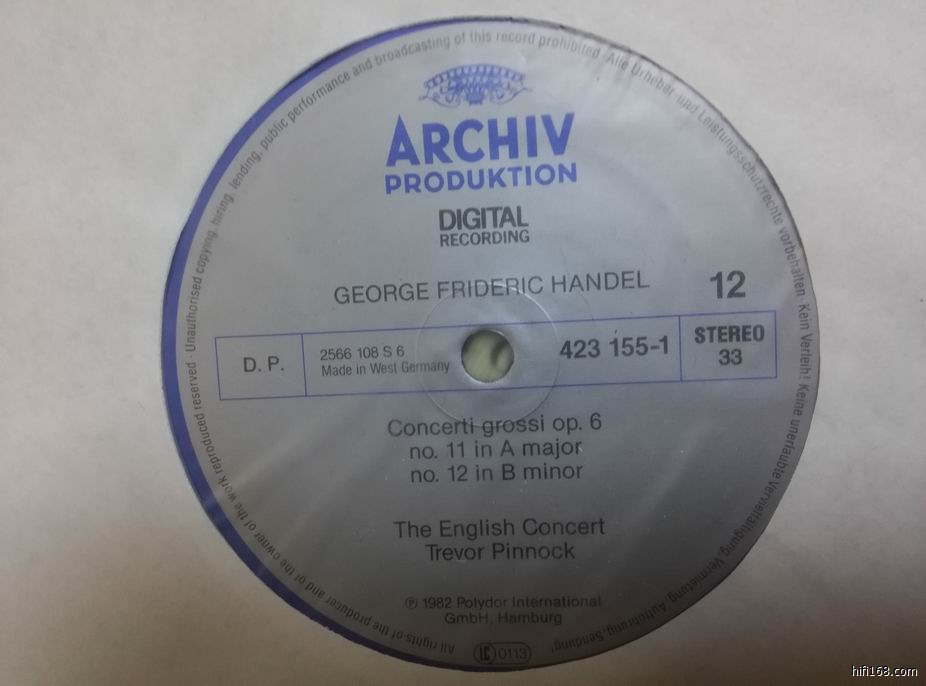 ARCHIV
PRODUKTION
DIGITAL
RECORDING
GEORGE FRIDERIC HANDEL
12
D. P.
2566 108 S 6
Made in West Germany
423 155-1
STEREO
33
Concerti grossi op. 6
no. 11 in A major
no. 12 in B minor
The English Concert
Trevor Pinnock
℗ 1982 Polydor International
GmbH, Hamburg
LC 0113
All rights of the producer and/or of the owner of the work reproduced reserved · Unauthorised copying, hiring, lending, public performance and broadcasting of this record prohibited · Alle Urheber- und Leistungsschutzrechte vorbehalten · Kein Verleih! Keine unerlaubte Vervielfältigung, Vermietung, Aufführung, Sendung!
hifi168.com